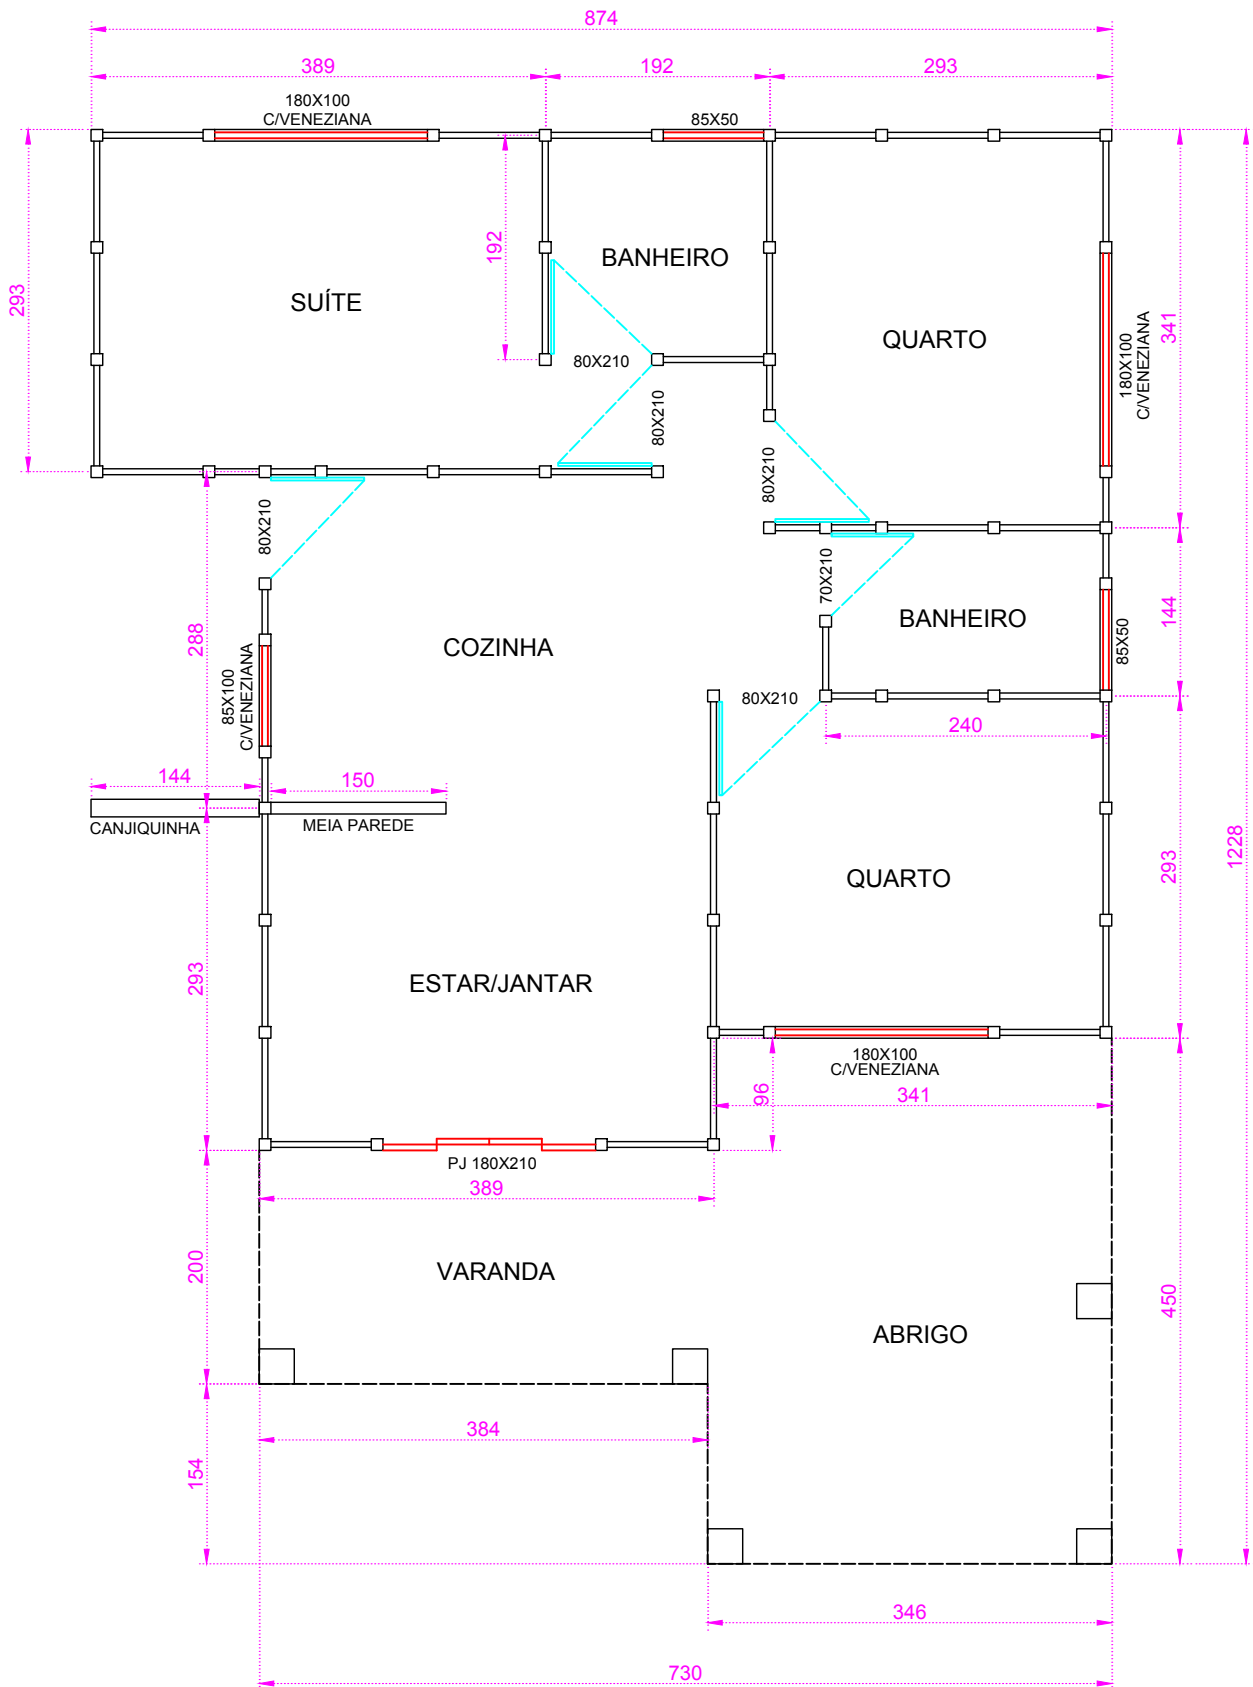 874
389
192
293
180X100
C/VENEZIANA
85X50
192
BANHEIRO
293
SUÍTE
QUARTO
341
180X100
C/VENEZIANA
80X210
80X210
80X210
80X210
70X210
BANHEIRO
144
85X50
288
COZINHA
85X100
C/VENEZIANA
80X210
240
144
150
CANJIQUINHA
MEIA PAREDE
1228
293
QUARTO
293
ESTAR/JANTAR
180X100
C/VENEZIANA
96
341
PJ 180X210
389
200
VARANDA
450
ABRIGO
384
154
346
730